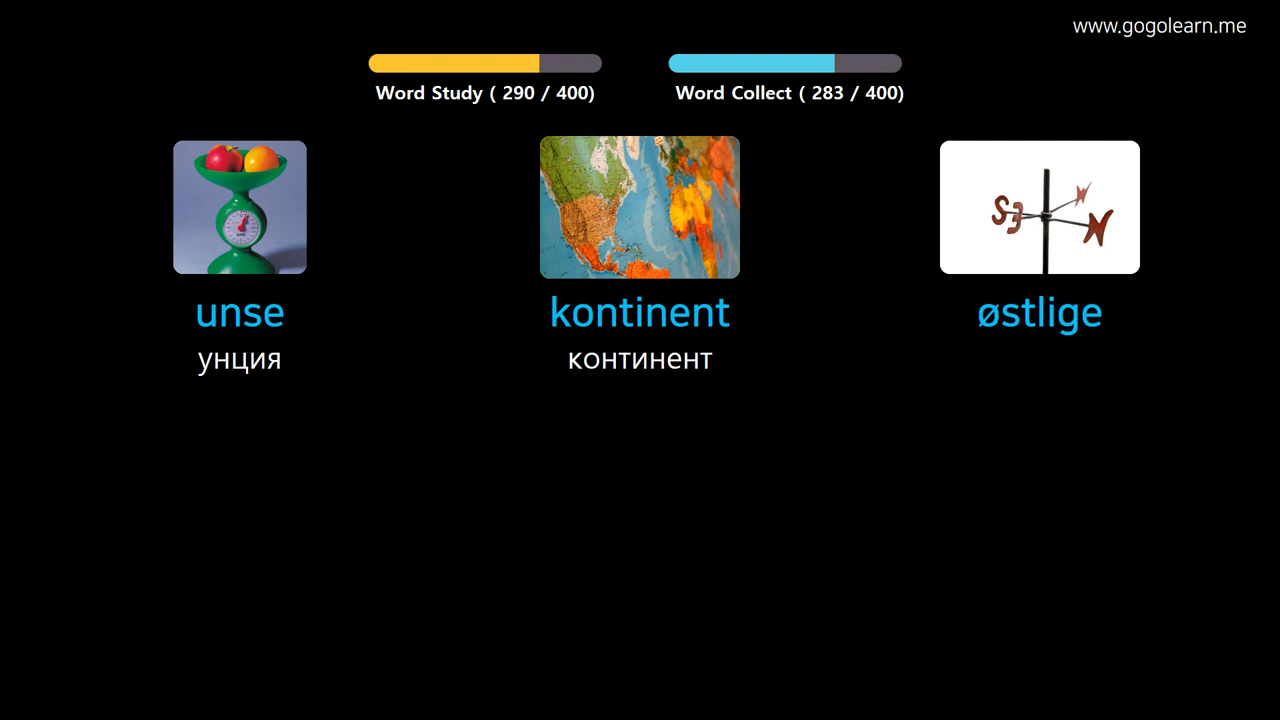 www.gogolearn.me
Word Study ( 290 / 400)
Word Collect ( 283 / 400)
unse
kontinent
østlige
унция
континент